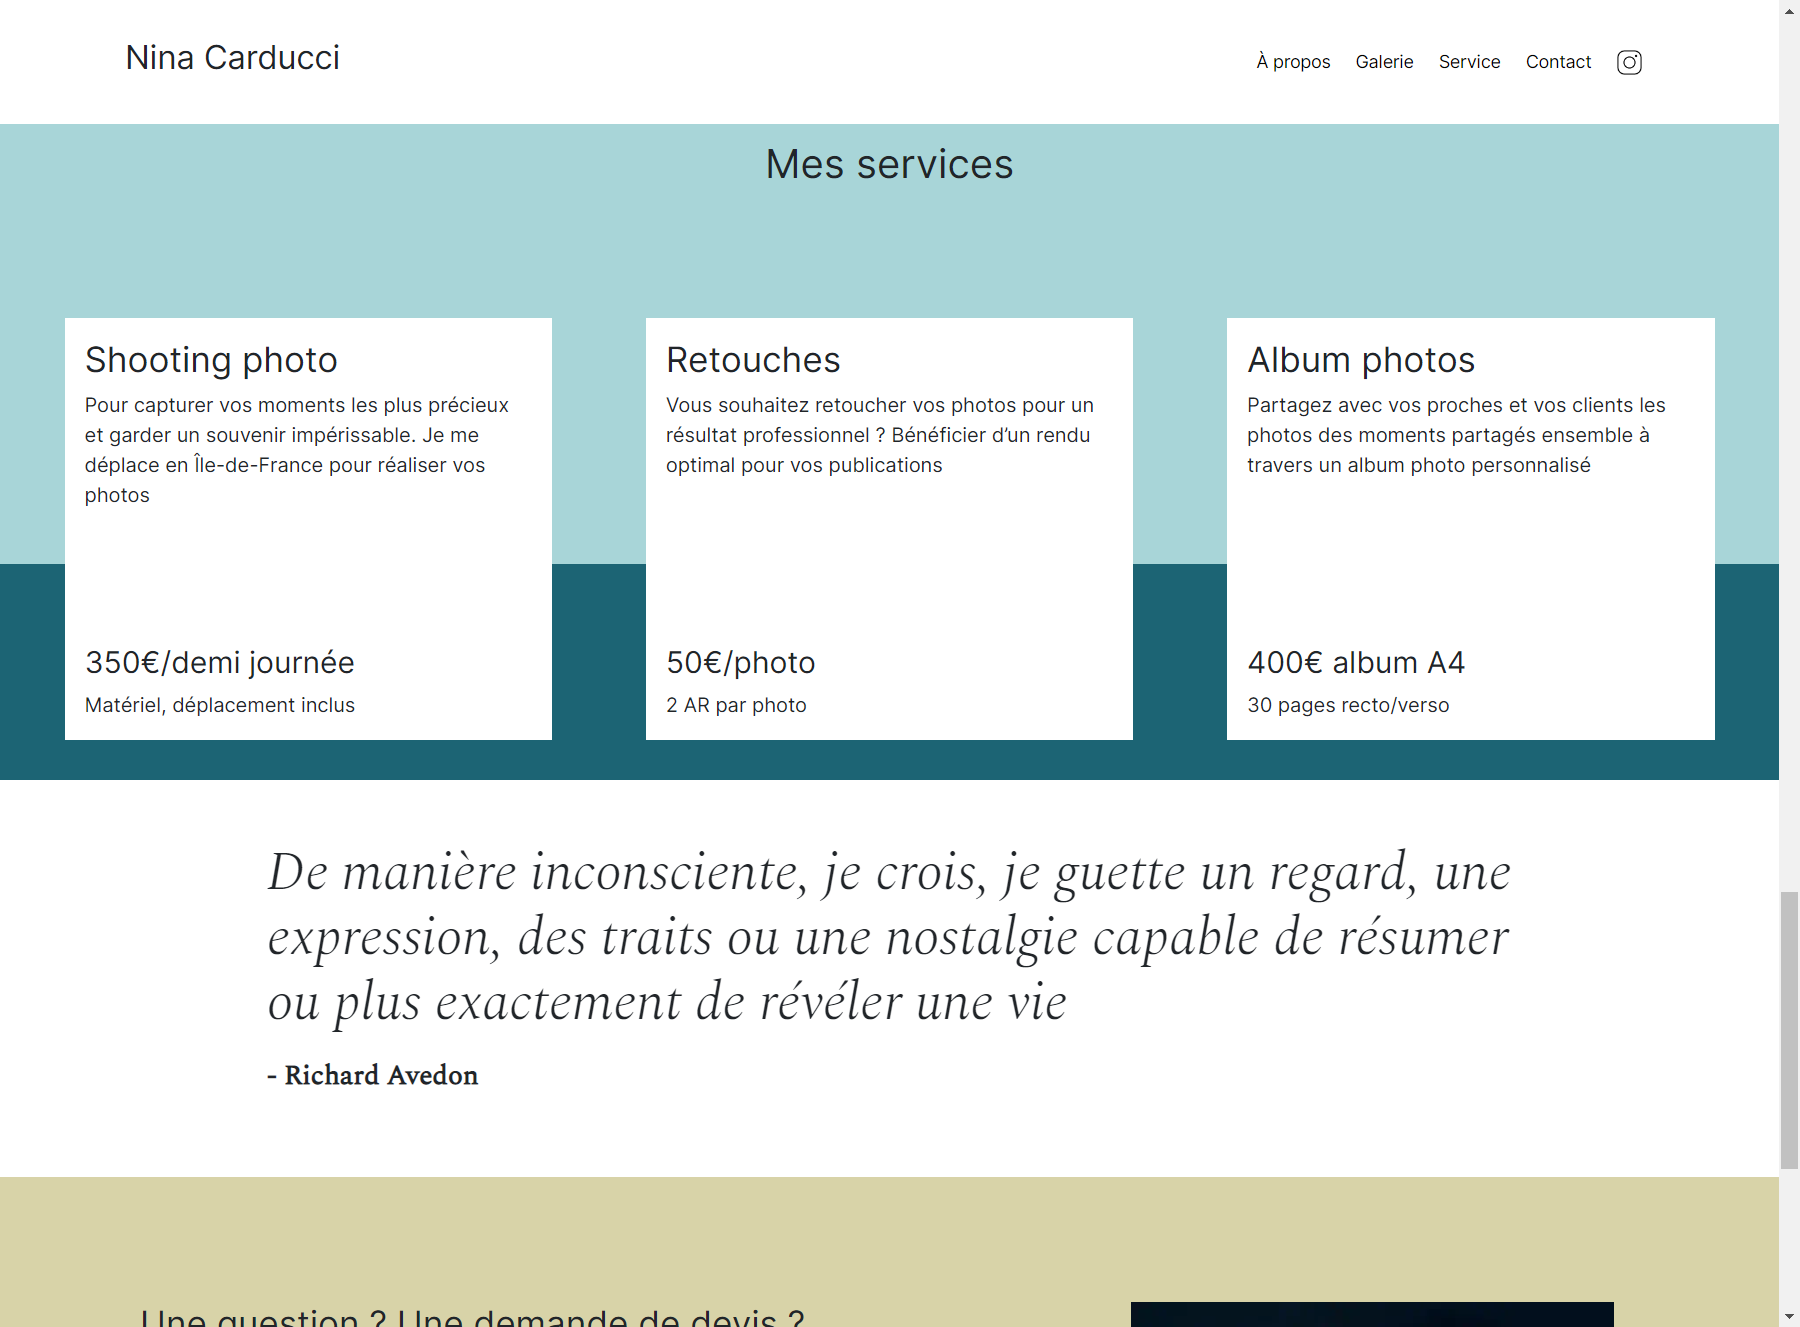 Nina Carducci
À propos Galerie Service Contact
Mes services
Shooting photo
Pour capturer vos moments les plus précieux
et garder un souvenir impérissable. Je me
déplace en Île-de-France pour réaliser vos
photos
350€/demi journée
Matériel, déplacement inclus
Retouches
Vous souhaitez retoucher vos photos pour un
résultat professionnel ? Bénéficier d’un rendu
optimal pour vos publications
50€/photo
2 AR par photo
Album photos
Partagez avec vos proches et vos clients les
photos des moments partagés ensemble à
travers un album photo personnalisé
400€ album A4
30 pages recto/verso
De manière inconsciente, je crois, je guette un regard, une
expression, des traits ou une nostalgie capable de résumer
ou plus exactement de révéler une vie
- Richard Avedon
Une question ? Une demande de devis ?